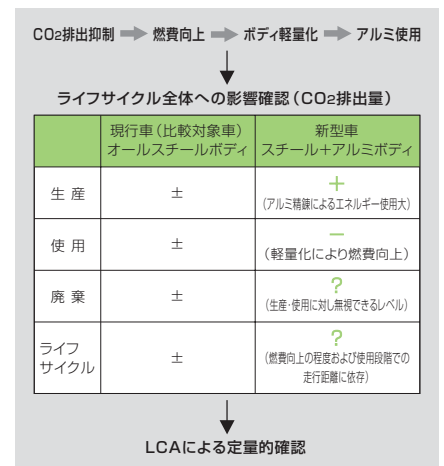 CO2排出抑制 ➡ 燃費向上 ➡ ボディ軽量化 ➡ アルミ使用
ライフサイクル全体への影響確認（CO2排出量）
現行車（比較対象車）
オールスチールボディ
新型車
スチール＋アルミボディ
生 産
±
＋
（アルミ精錬によるエネルギー使用大）
使 用
±
－
（軽量化により燃費向上）
廃 棄
±
?
（生産・使用に対し無視できるレベル）
ライフ
サイクル
±
?
（燃費向上の程度および使用段階での
走行距離に依存）
LCAによる定量的確認